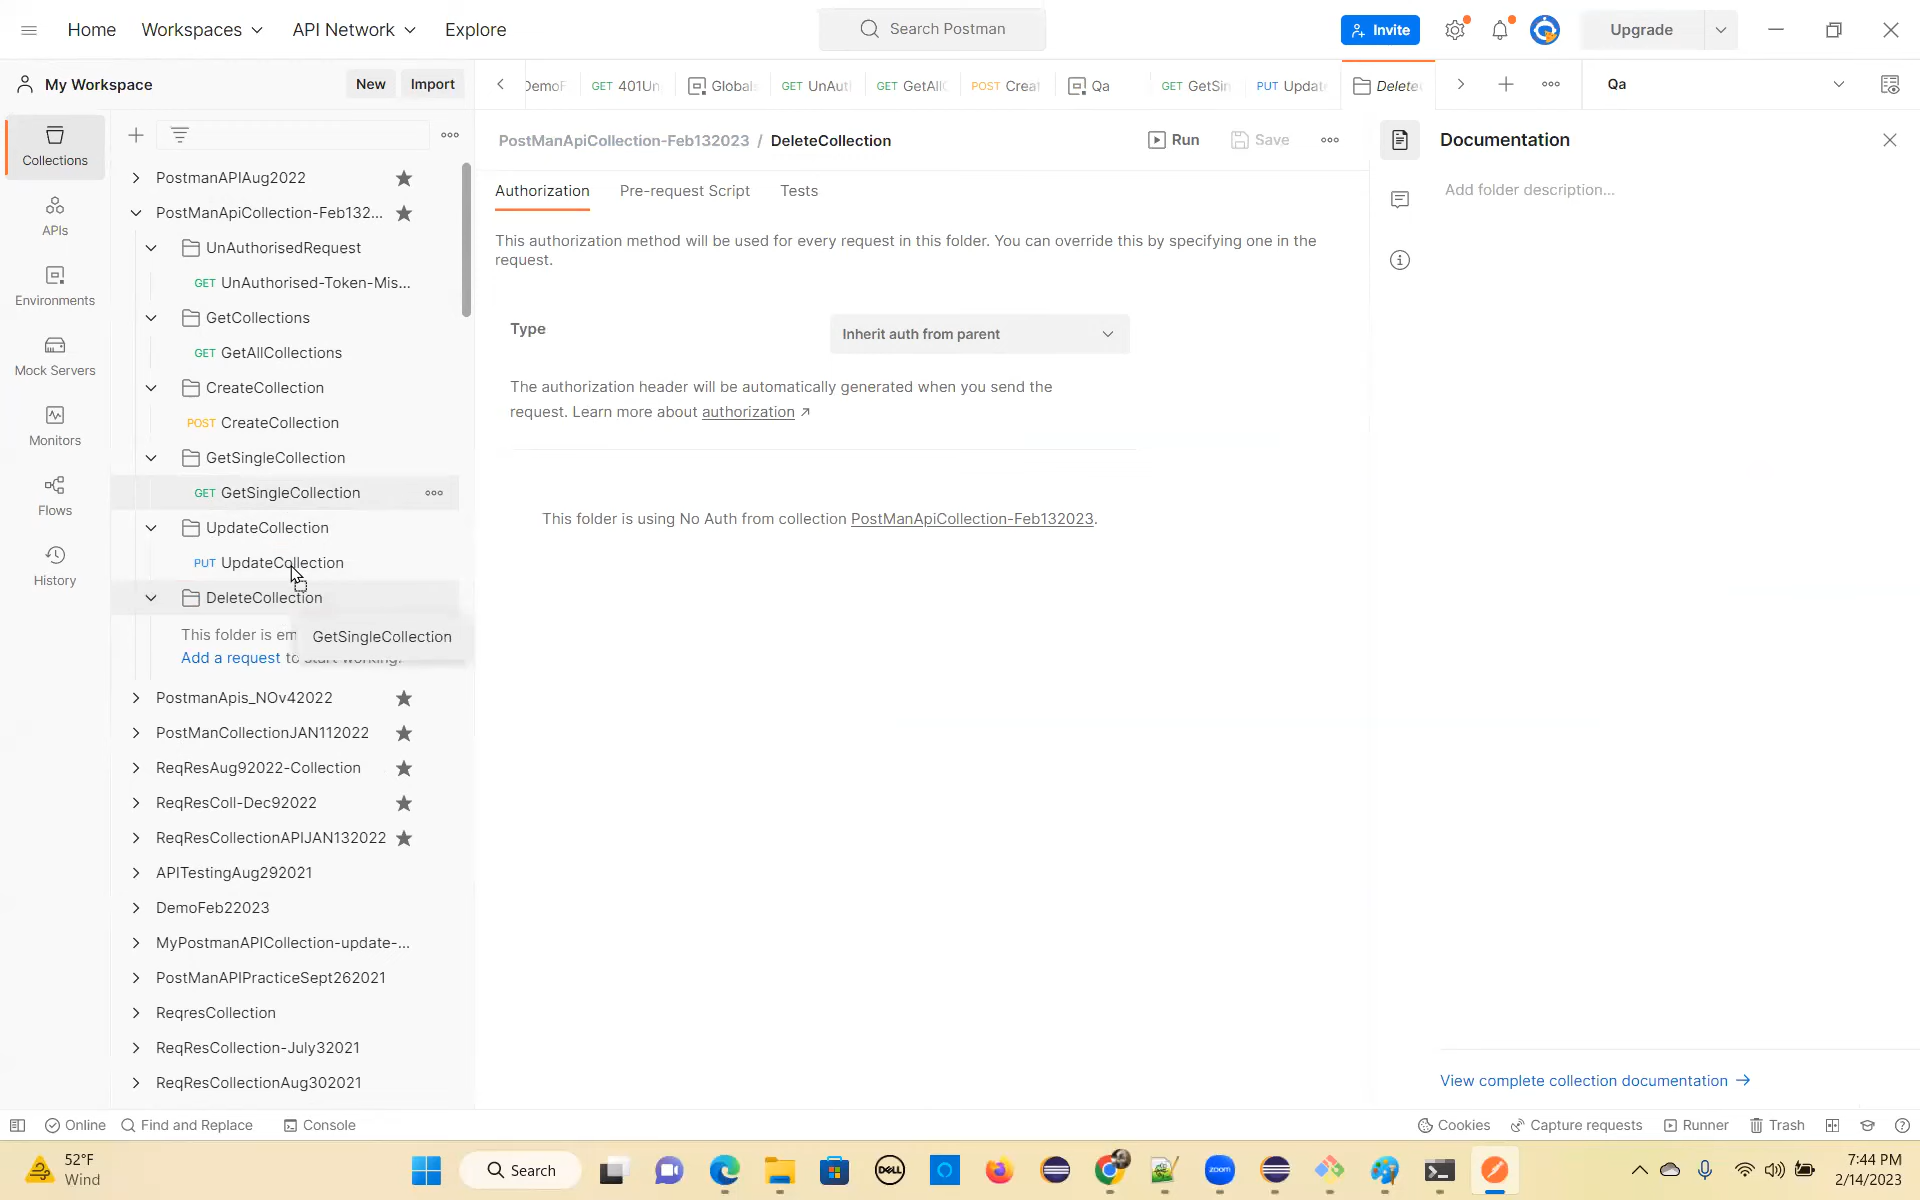 Home
Workspaces
API Network
Explore
Search Postman
Invite
Upgrade
My Workspace
New
Import
DemoF
GET 401Un
Globals
GET UnAut
GET GetAllC
POST Crea
Qa
GET GetSin
PUT Update
Delete
Qa
Collections
APIs
Environments
Mock Servers
Monitors
Flows
History
PostmanAPIAug2022
PostManApiCollection-Feb132...
UnAuthorisedRequest
GET UnAuthorised-Token-Mis...
GetCollections
GET GetAllCollections
CreateCollection
POST CreateCollection
GetSingleCollection
GET GetSingleCollection
UpdateCollection
PUT UpdateCollection
DeleteCollection
This folder is em
GetSingleCollection
Add a request to start working.
PostmanApis_NOv42022
PostManCollectionJAN112022
ReqResAug92022-Collection
ReqResColl-Dec92022
ReqResCollectionAPIJAN132022
APITestingAug292021
DemoFeb22023
MyPostmanAPICollection-update-...
PostManAPIPracticeSept262021
ReqresCollection
ReqResCollection-July32021
ReqResCollectionAug302021
PostManApiCollection-Feb132023 / DeleteCollection
Run
Save
Authorization
Pre-request Script
Tests
This authorization method will be used for every request in this folder. You can override this by specifying one in the
request.
Type
Inherit auth from parent
The authorization header will be automatically generated when you send the
request. Learn more about authorization ↗
This folder is using No Auth from collection PostManApiCollection-Feb132023.
Documentation
Add folder description...
View complete collection documentation →
Online
Find and Replace
Console
Cookies
Capture requests
Runner
Trash
52°F
Wind
Search
DELL
zoom
7:44 PM
2/14/2023